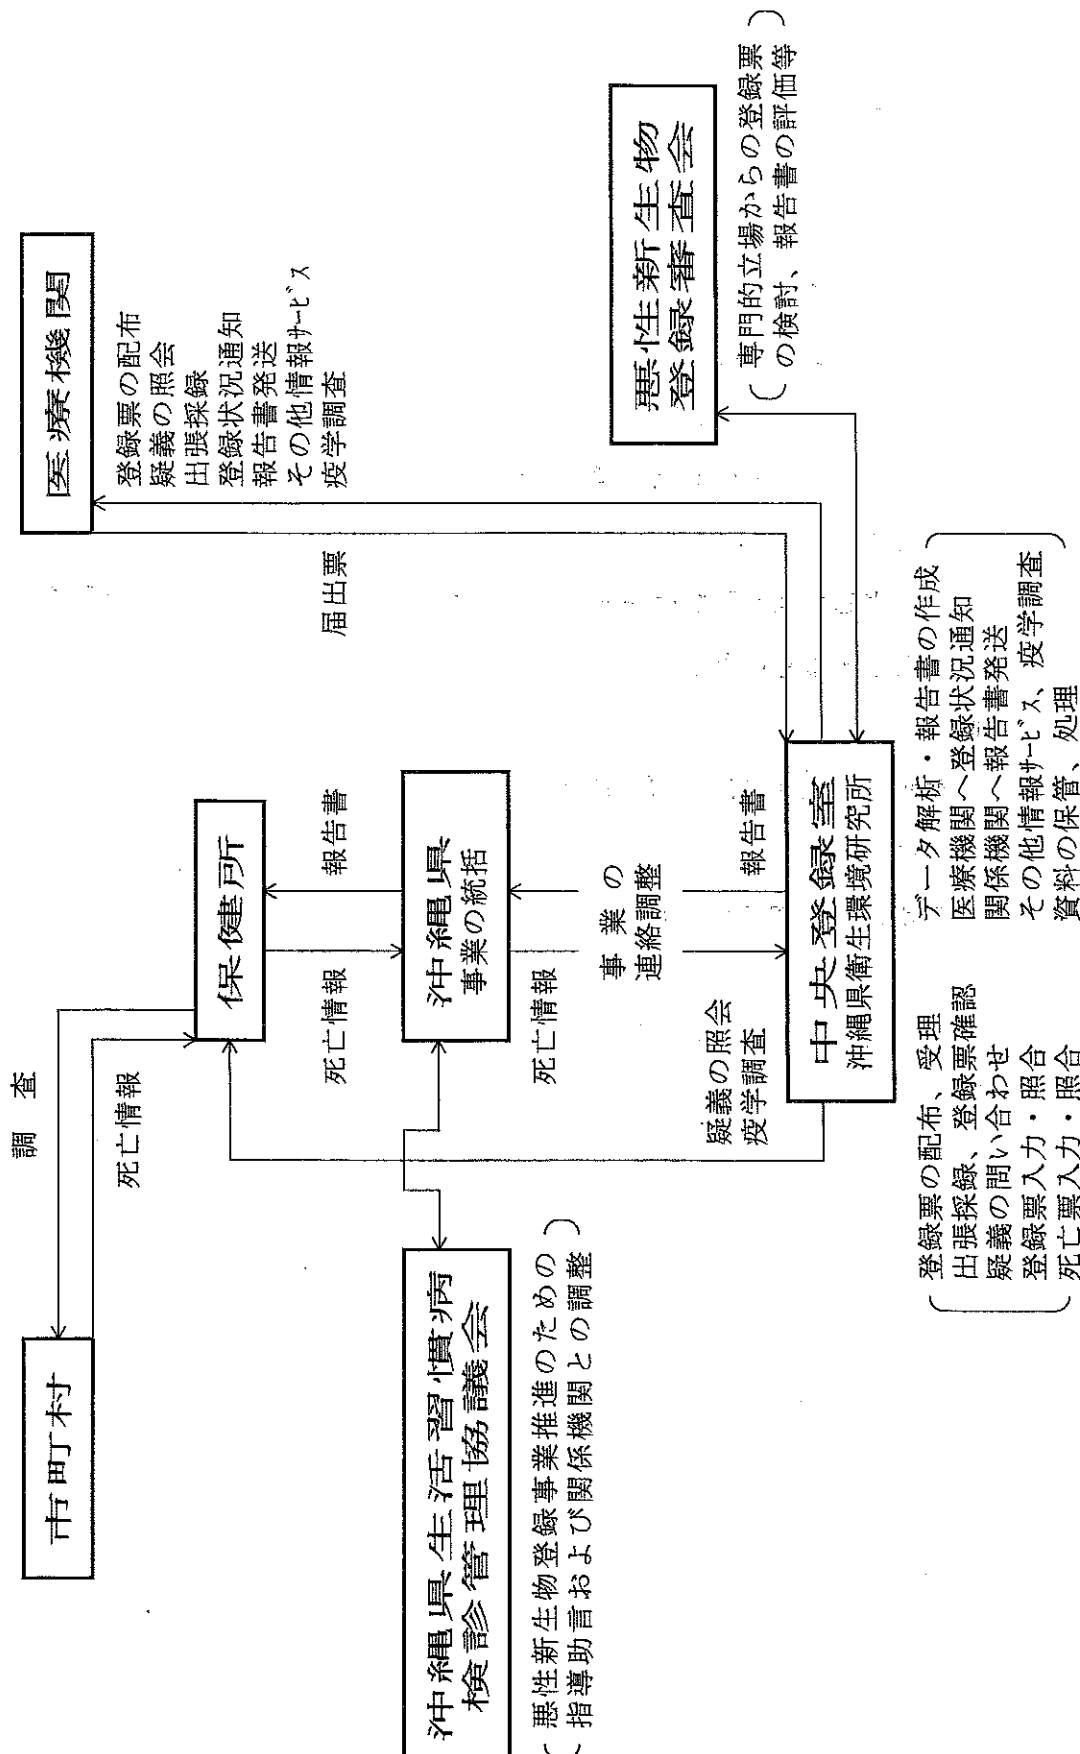 調査
市町村
死亡情報
保健所
医療機関
登録票の配布
疑義の照会
出張採録
登録状況通知
報告書発送
その他情報ｻｰﾋﾞｽ
疫学調査
死亡情報
報告書
届出票
沖縄県生活習慣病
検診管理協議会
(悪性新生物登録事業推進のための
指導助言および関係機関との調整)
沖縄県
事業の統括
死亡情報
事業の
連絡調整
報告書
悪性新生物
登録審査会
(専門的立場からの登録票
の検討、報告書の評価等)
疑義の照会
疫学調査
中央登録室
沖縄県衛生環境研究所
登録票の配布、受理
出張採録、登録票確認
疑義の問い合わせ
登録票入力・照合
死亡票入力・照合
データ解析・報告書の作成
医療機関へ登録状況通知
関係機関へ報告書発送
その他情報ｻｰﾋﾞｽ、疫学調査
資料の保管、処理